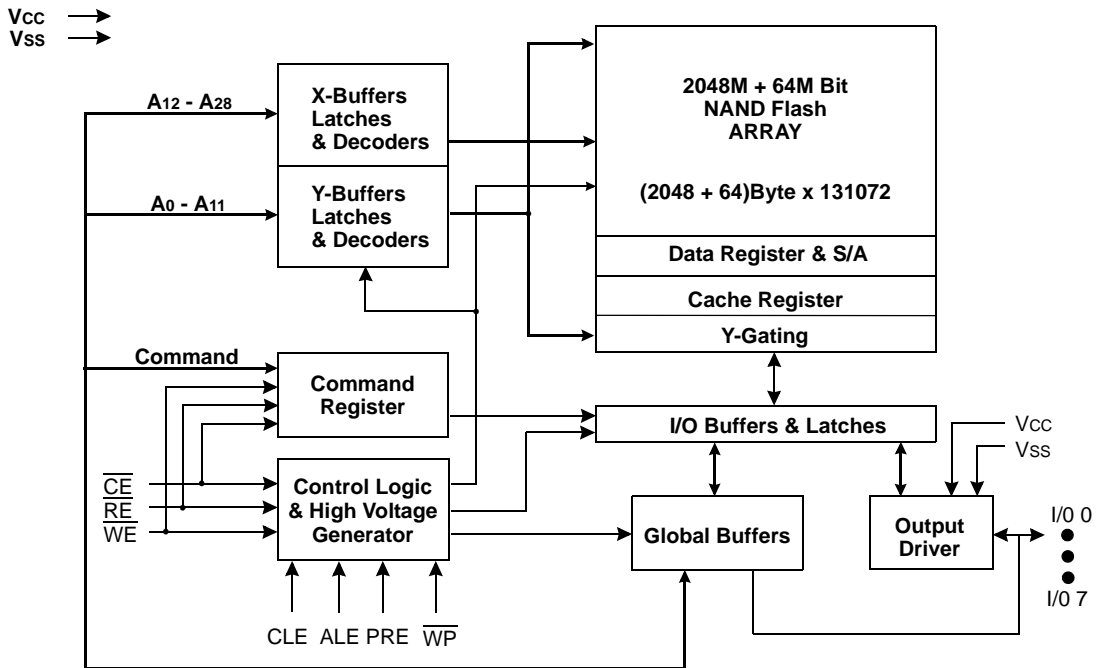 VCC
VSS
A12 - A28
X-Buffers
Latches
& Decoders
A0 - A11
Y-Buffers
Latches
& Decoders
2048M + 64M Bit
NAND Flash
ARRAY
(2048 + 64)Byte x 131072
Data Register & S/A
Cache Register
Y-Gating
Command
Command
Register
I/O Buffers & Latches
VCC
VSS
CE
RE
WE
Control Logic
& High Voltage
Generator
Global Buffers
Output
Driver
I/0 0
I/0 7
CLE ALE PRE WP